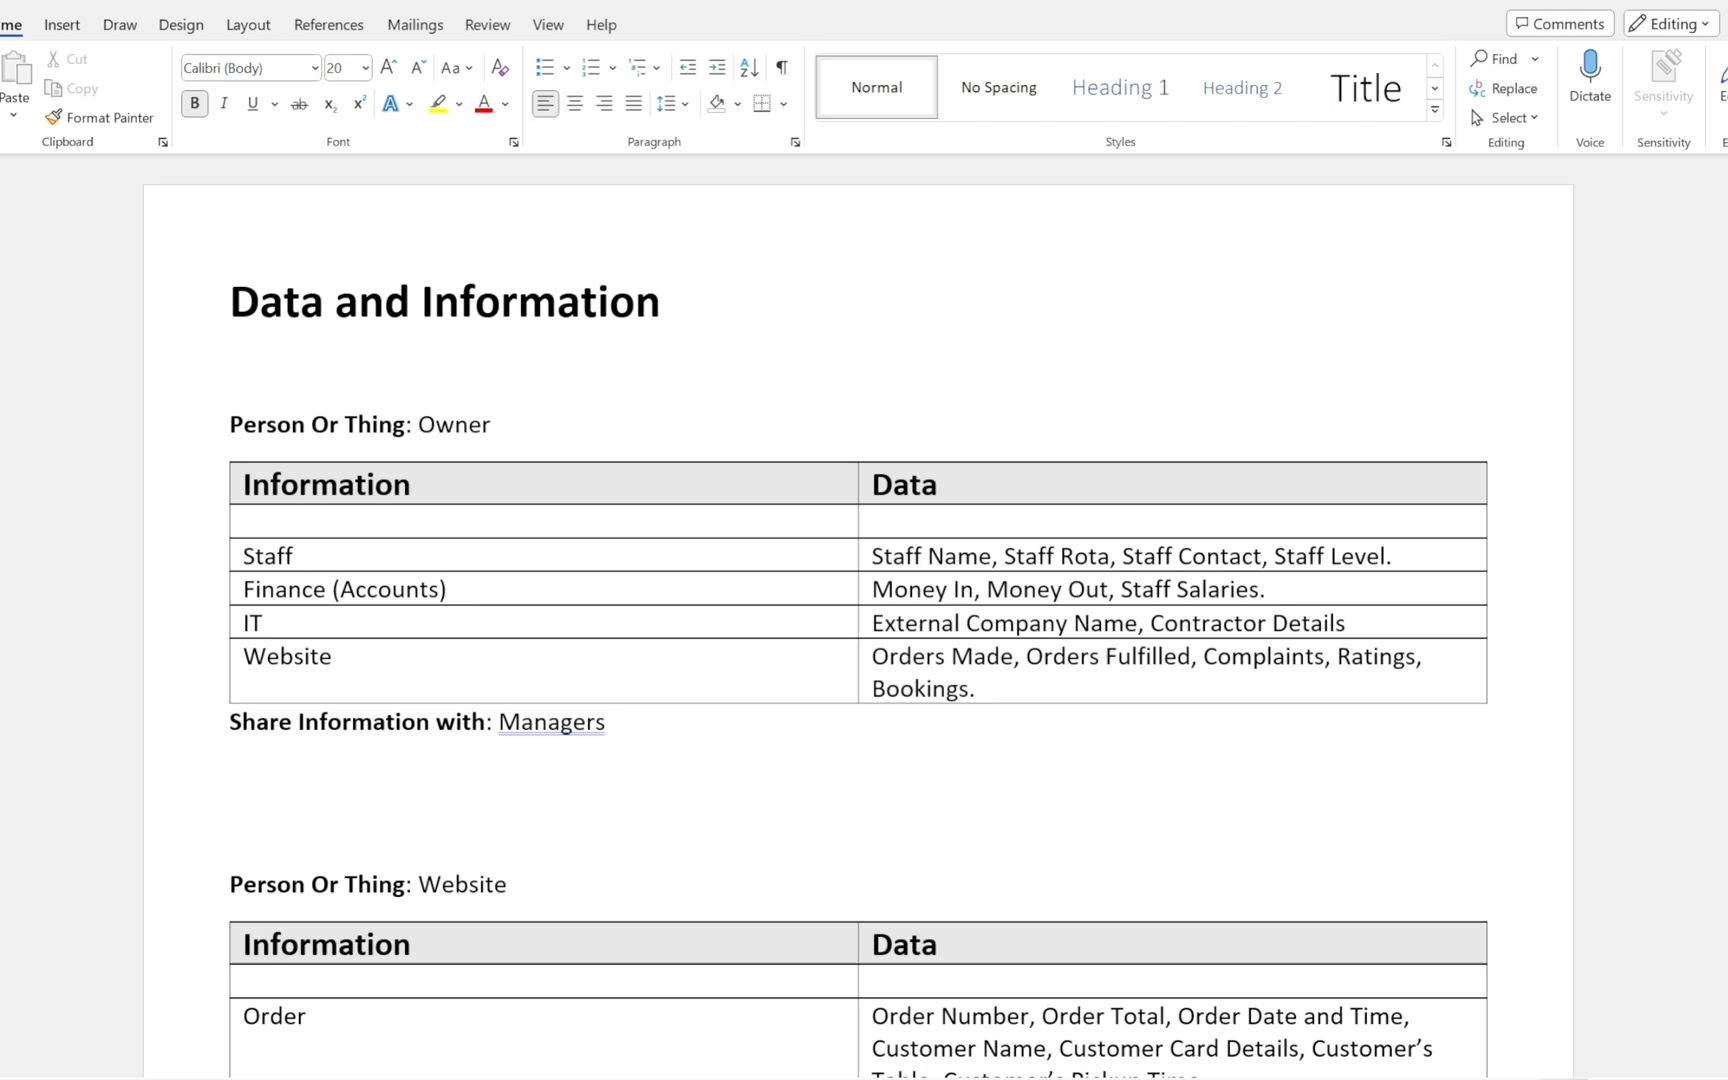 me Insert Draw Design Layout References Mailings Review View Help Comments Editing
Paste
Cut
Copy
Format Painter
Clipboard
Calibri (Body) 20 Aa
B I U ab x₂ x² A A
Font
Paragraph
Normal No Spacing Heading 1 Heading 2 Title
Styles
Find
Replace
Select
Editing
Dictate
Voice
Sensitivity
Sensitivity
Data and Information
Person Or Thing: Owner
Information Data
Staff Staff Name, Staff Rota, Staff Contact, Staff Level.
Finance (Accounts) Money In, Money Out, Staff Salaries.
IT External Company Name, Contractor Details
Website Orders Made, Orders Fulfilled, Complaints, Ratings,
Bookings.
Share Information with: Managers
Person Or Thing: Website
Information Data
Order Order Number, Order Total, Order Date and Time,
Customer Name, Customer Card Details, Customer’s